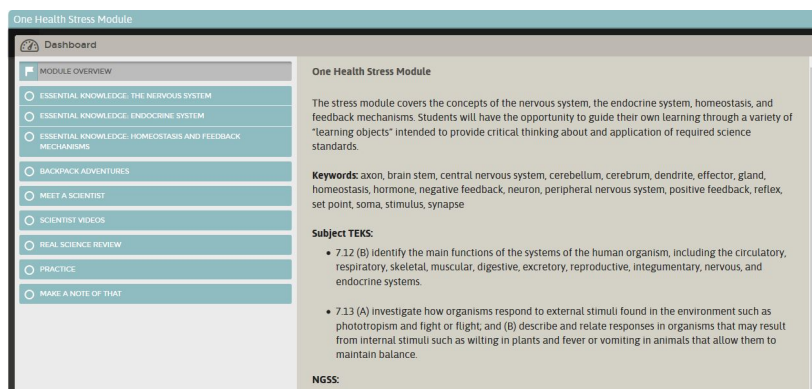 One Health Stress Module
Dashboard
MODULE OVERVIEW
ESSENTIAL KNOWLEDGE: THE NERVOUS SYSTEM
ESSENTIAL KNOWLEDGE: ENDOCRINE SYSTEM
ESSENTIAL KNOWLEDGE: HOMEOSTASIS AND FEEDBACK
MECHANISMS
BACKPACK ADVENTURES
MEET A SCIENTIST
SCIENTIST VIDEOS
REAL SCIENCE REVIEW
PRACTICE
MAKE A NOTE OF THAT
One Health Stress Module
The stress module covers the concepts of the nervous system, the endocrine system, homeostasis, and
feedback mechanisms. Students will have the opportunity to guide their own learning through a variety of
"learning objects" intended to provide critical thinking about and application of required science
standards.
Keywords: axon, brain stem, central nervous system, cerebellum, cerebrum, dendrite, effector, gland,
homeostasis, hormone, negative feedback, neuron, peripheral nervous system, positive feedback, reflex,
set point, soma, stimulus, synapse
Subject TEKS:
• 7.12 (B) identify the main functions of the systems of the human organism, including the circulatory,
respiratory, skeletal, muscular, digestive, excretory, reproductive, integumentary, nervous, and
endocrine systems.
• 7.13 (A) investigate how organisms respond to external stimuli found in the environment such as
phototropism and fight or flight; and (B) describe and relate responses in organisms that may result
from internal stimuli such as wilting in plants and fever or vomiting in animals that allow them to
maintain balance.
NGSS: